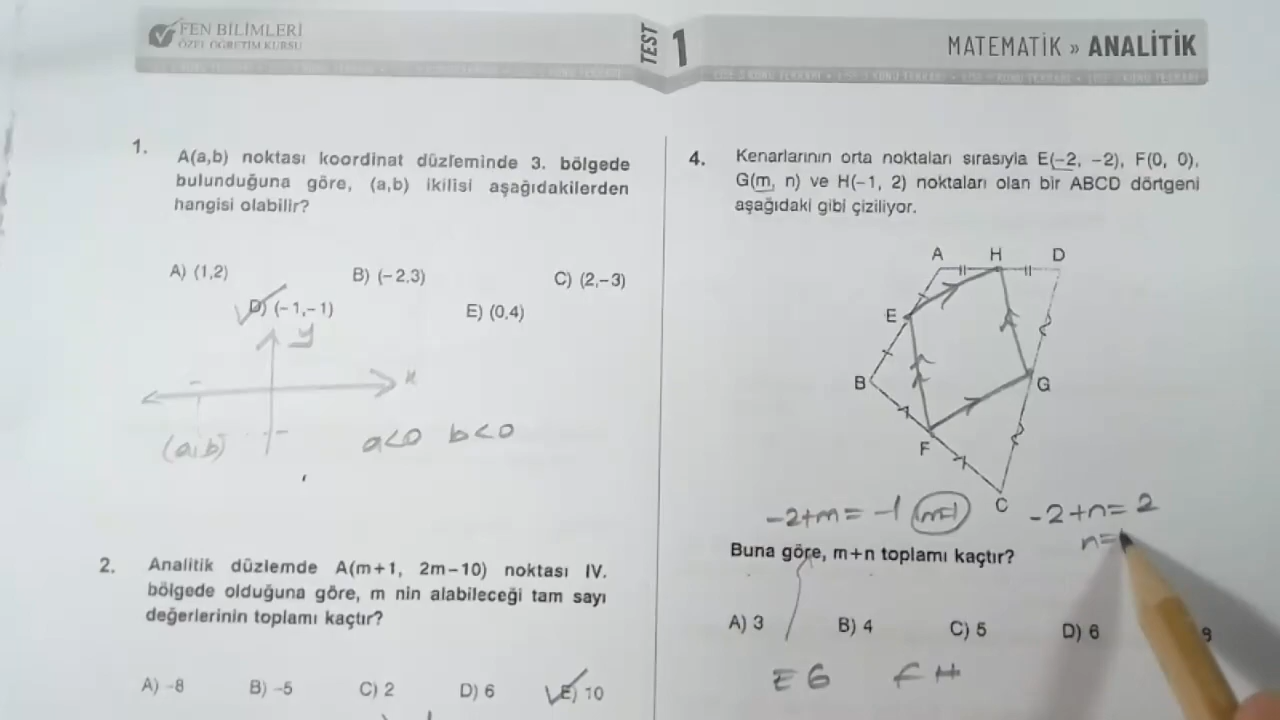 FEN BİLİMLERİ
ÖZEL ÖĞRETİM KURSU
TEST 1
MATEMATİK » ANALİTİK
1. A(a,b) noktası koordinat düzleminde 3. bölgede
bulunduğuna göre, (a,b) ikilisi aşağıdakilerden
hangisi olabilir?
A) (1,2) B) (-2,3) C) (2,-3)
D) (-1,-1) E) (0,4)
y
x
(a,b) a<0 b<0
2. Analitik düzlemde A(m+1, 2m-10) noktası IV.
bölgede olduğuna göre, m nin alabileceği tam sayı
değerlerinin toplamı kaçtır?
A) -8 B) -5 C) 2 D) 6 E) 10
4. Kenarlarının orta noktaları sırasıyla E(-2, -2), F(0, 0),
G(m, n) ve H(-1, 2) noktaları olan bir ABCD dörtgeni
aşağıdaki gibi çiziliyor.
A H D
E
B G
F
C
-2+m = -1 m=1 -2+n= 2
n=
Buna göre, m+n toplamı kaçtır?
A) 3 B) 4 C) 5 D) 6 9
EG FH